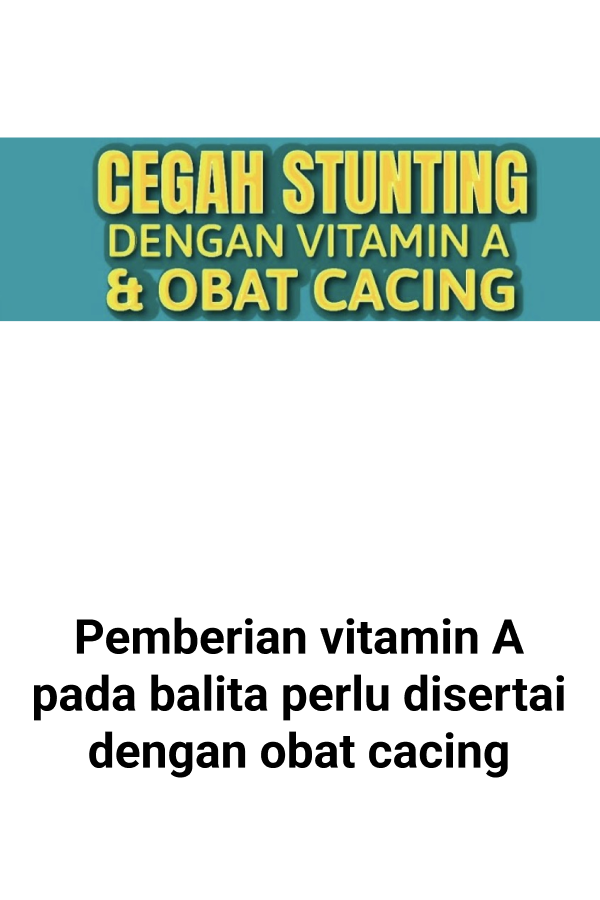 CEGAH STUNTING
DENGAN VITAMIN A
& OBAT CACING
Pemberian vitamin A
pada balita perlu disertai
dengan obat cacing